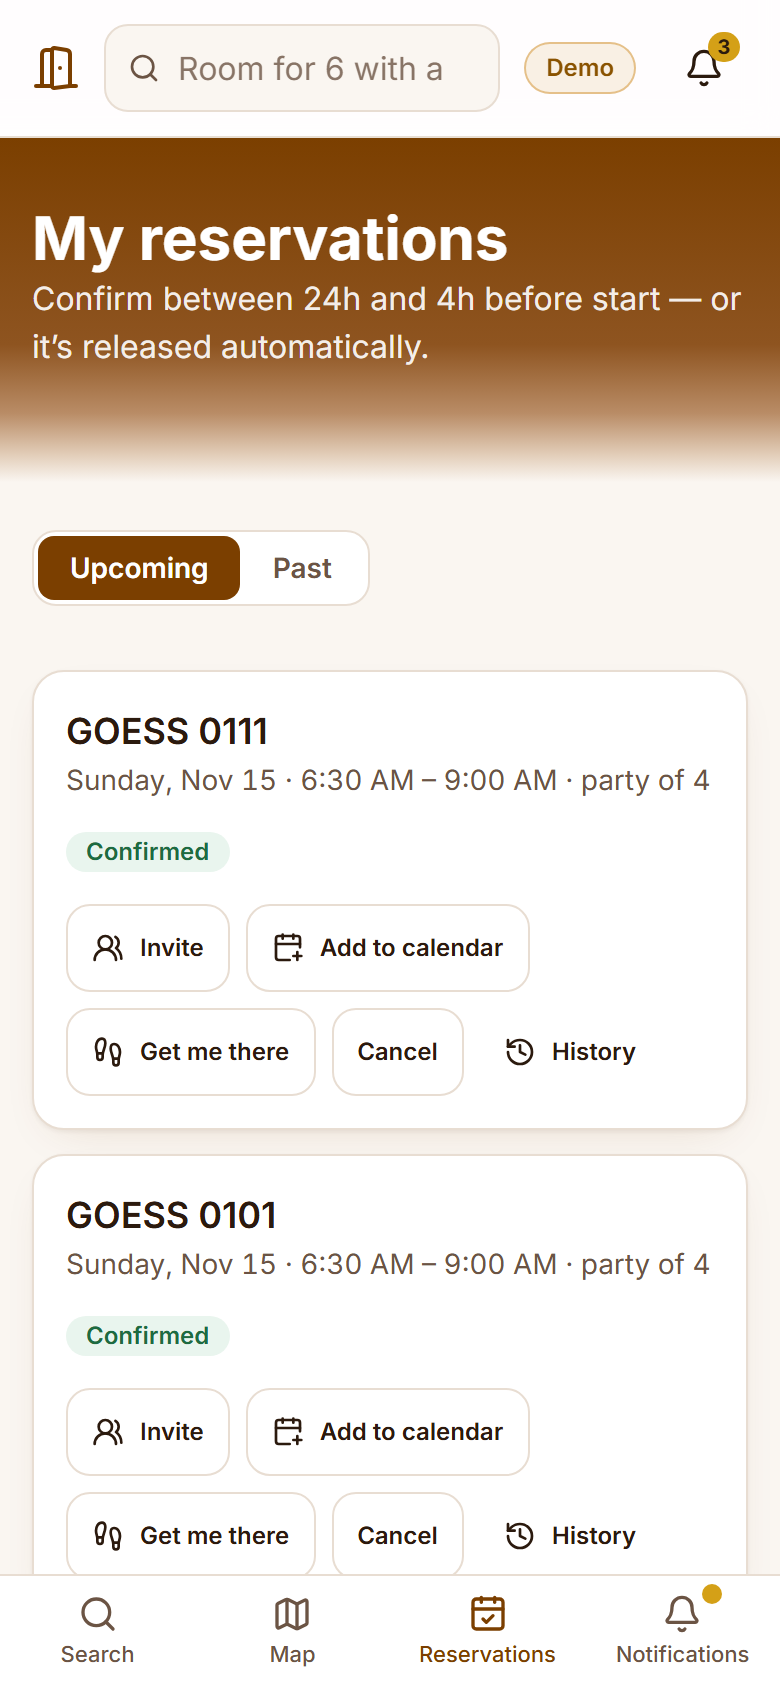 Room for 6 with a
Demo
3
My reservations
Confirm between 24h and 4h before start — or
it’s released automatically.
Upcoming
Past
GOESS 0111
Sunday, Nov 15 · 6:30 AM – 9:00 AM · party of 4
Confirmed
Invite
Add to calendar
Get me there
Cancel
History
GOESS 0101
Sunday, Nov 15 · 6:30 AM – 9:00 AM · party of 4
Confirmed
Invite
Add to calendar
Get me there
Cancel
History
Search
Map
Reservations
Notifications